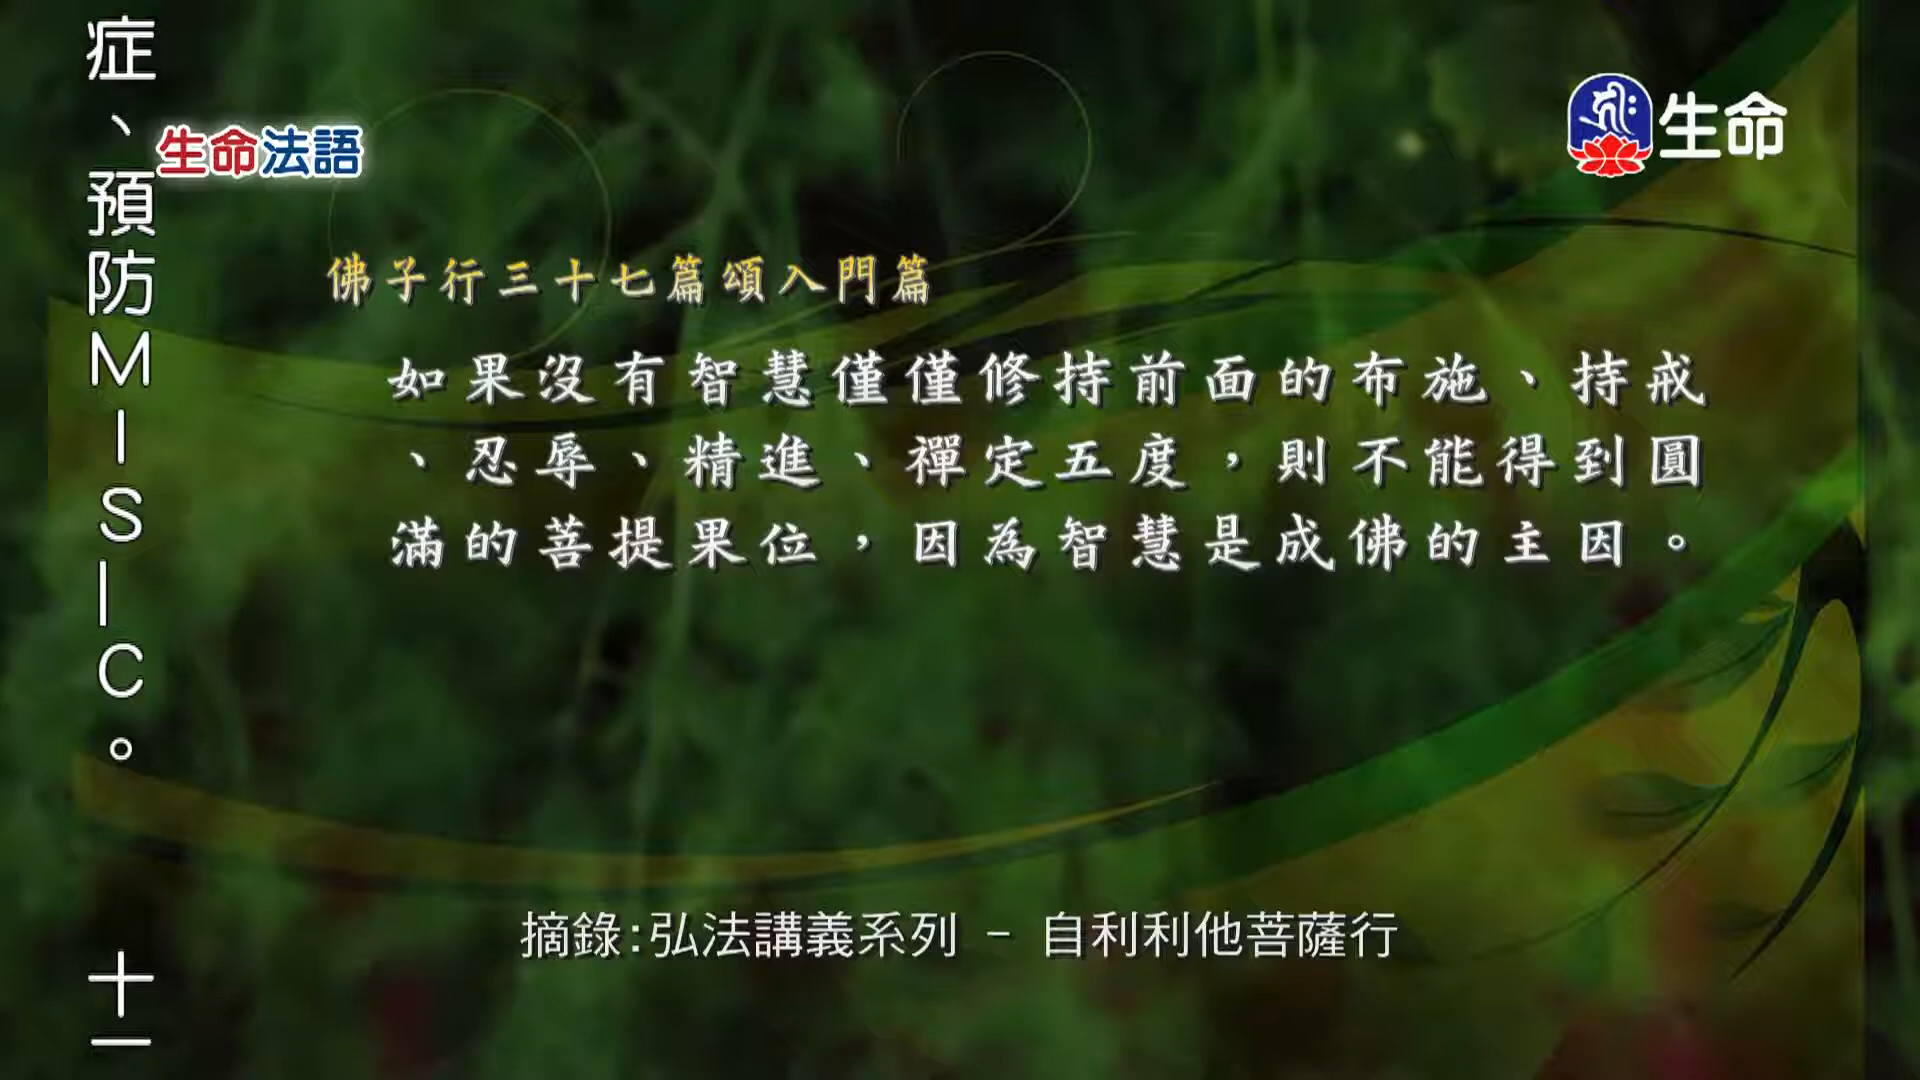 症、預防MIS-C。 十一
生命法語
生命
佛子行三十七篇頌入門篇
如果沒有智慧僅僅修持前面的布施、持戒
、忍辱、精進、禪定五度，則不能得到圓
滿的菩提果位，因為智慧是成佛的主因。
摘錄:弘法講義系列 - 自利利他菩薩行